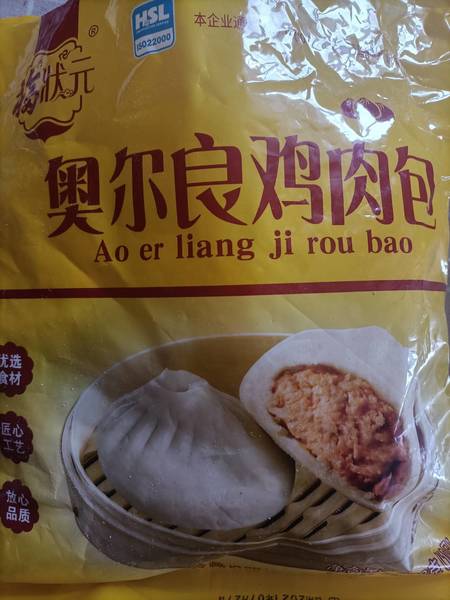 HSL
ISO22000
本企业通
状元®
奥尔良鸡肉包
Ao er liang ji rou bao
优选
食材
匠心
工艺
放心
品质